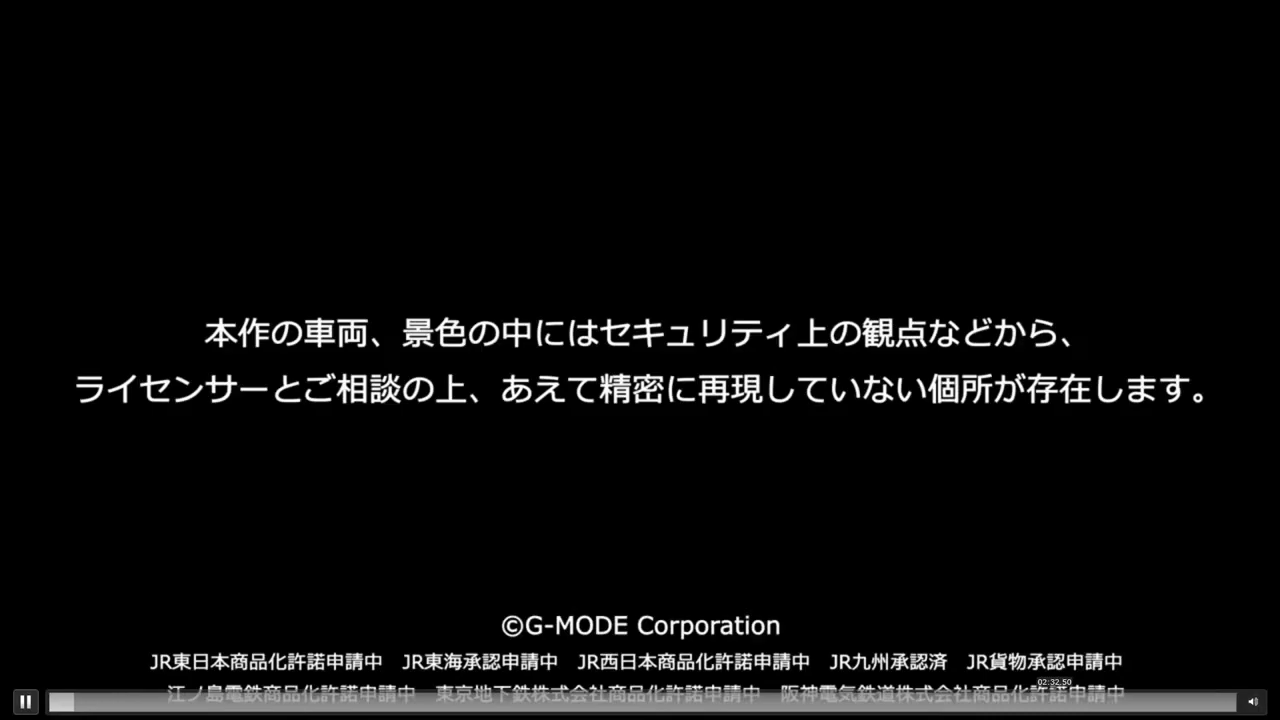 本作の車両、景色の中にはセキュリティ上の観点などから、
ライセンサーとご相談の上、あえて精密に再現していない個所が存在します。
©G-MODE Corporation
JR東日本商品化許諾申請中　JR東海承認申請中　JR西日本商品化許諾申請中　JR九州承認済　JR貨物承認申請中
02:32.50
江ノ島電鉄商品化許諾申請中　東京地下鉄株式会社商品化許諾申請中　阪神電気鉄道株式会社商品化許諾申請中